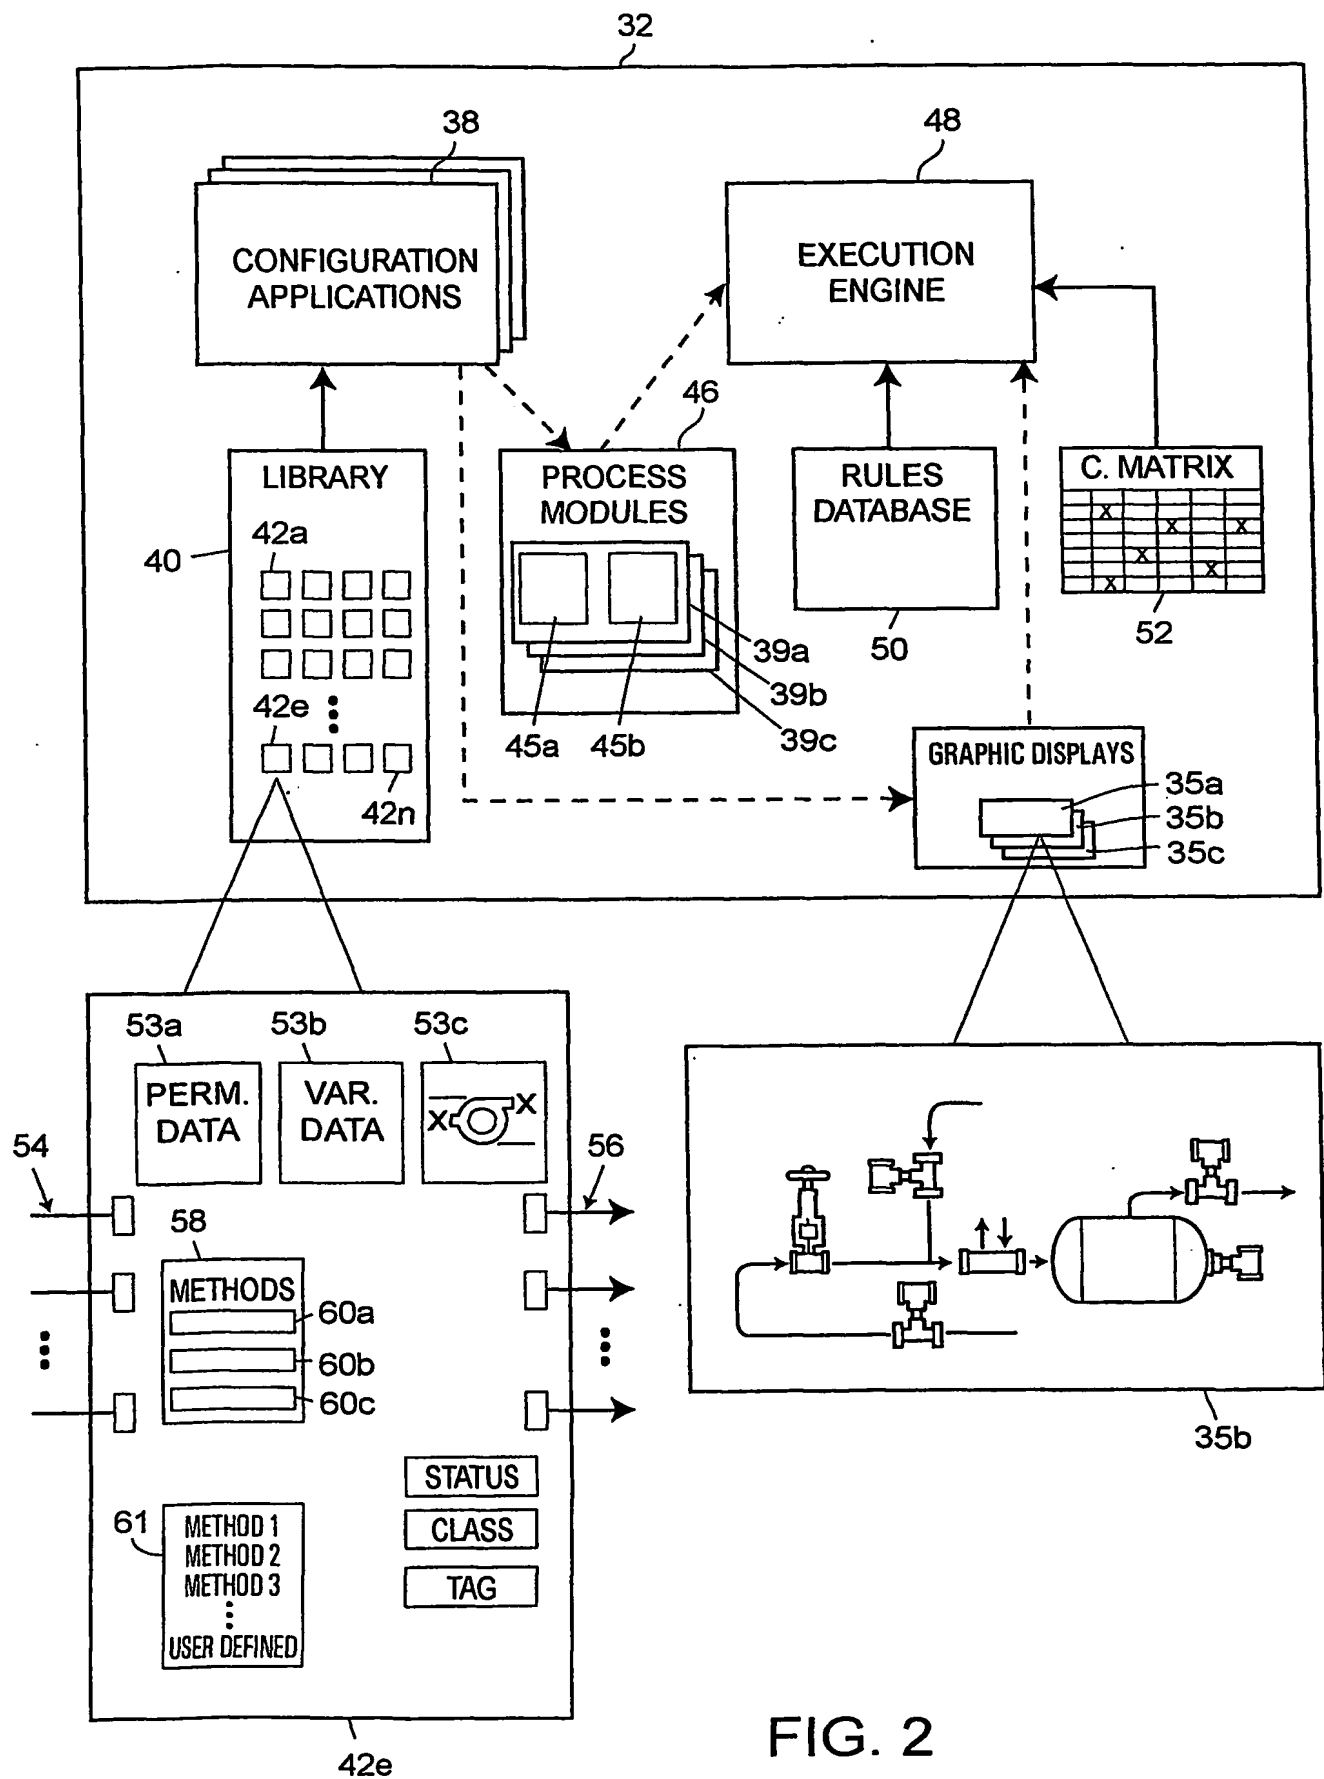 32
38
48
CONFIGURATION
APPLICATIONS
EXECUTION
ENGINE
46
LIBRARY
40
42a
42e
42n
PROCESS
MODULES
39a
39b
39c
45a
45b
RULES
DATABASE
50
C. MATRIX
X
X
X
X
X
X
52
GRAPHIC DISPLAYS
35a
35b
35c
53a
53b
53c
PERM.
DATA
VAR.
DATA
X
X
54
56
58
METHODS
60a
60b
60c
STATUS
CLASS
TAG
61
METHOD 1
METHOD 2
METHOD 3
USER DEFINED
42e
35b
FIG. 2